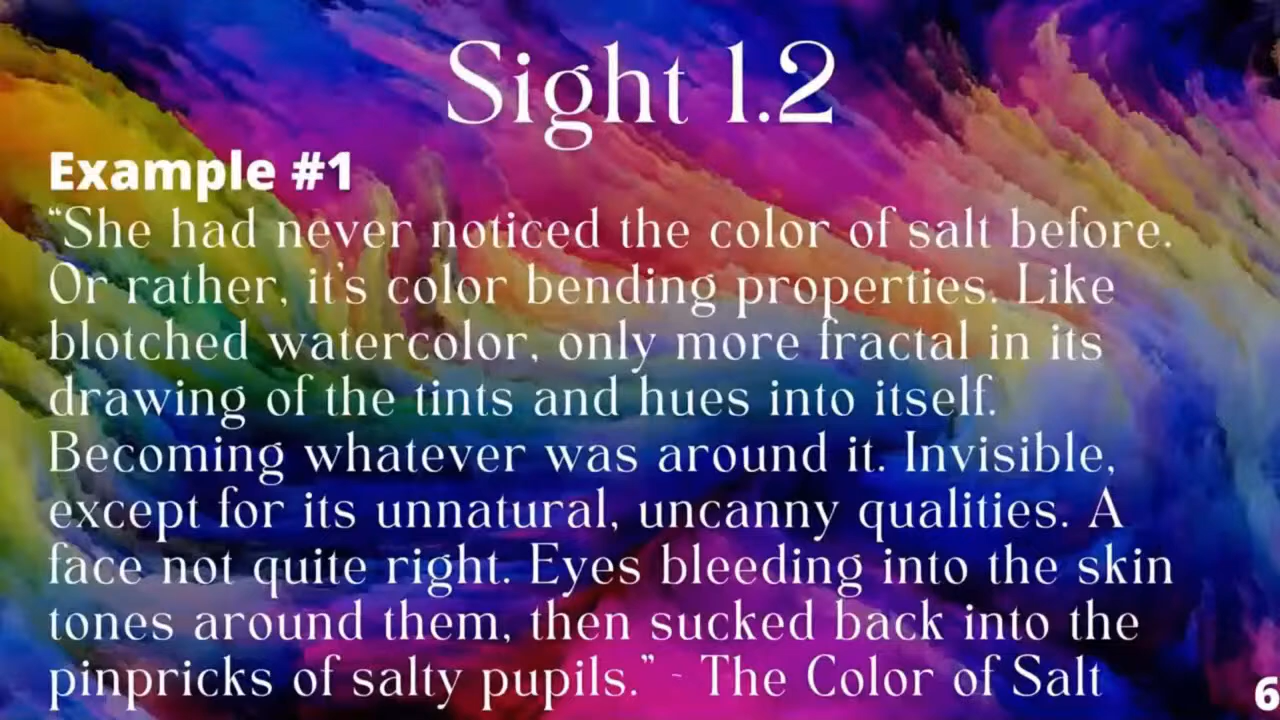 Sight 1.2
Example #1
“She had never noticed the color of salt before.
Or rather, it's color bending properties. Like
blotched watercolor, only more fractal in its
drawing of the tints and hues into itself.
Becoming whatever was around it. Invisible,
except for its unnatural, uncanny qualities. A
face not quite right. Eyes bleeding into the skin
tones around them, then sucked back into the
pinpricks of salty pupils.” - The Color of Salt
6